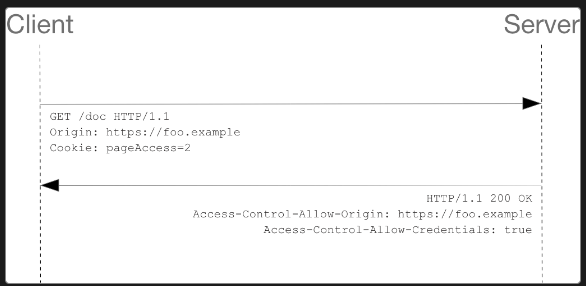 Client
Server
GET /doc HTTP/1.1
Origin: https://foo.example
Cookie: pageAccess=2
HTTP/1.1 200 OK
Access-Control-Allow-Origin: https://foo.example
Access-Control-Allow-Credentials: true